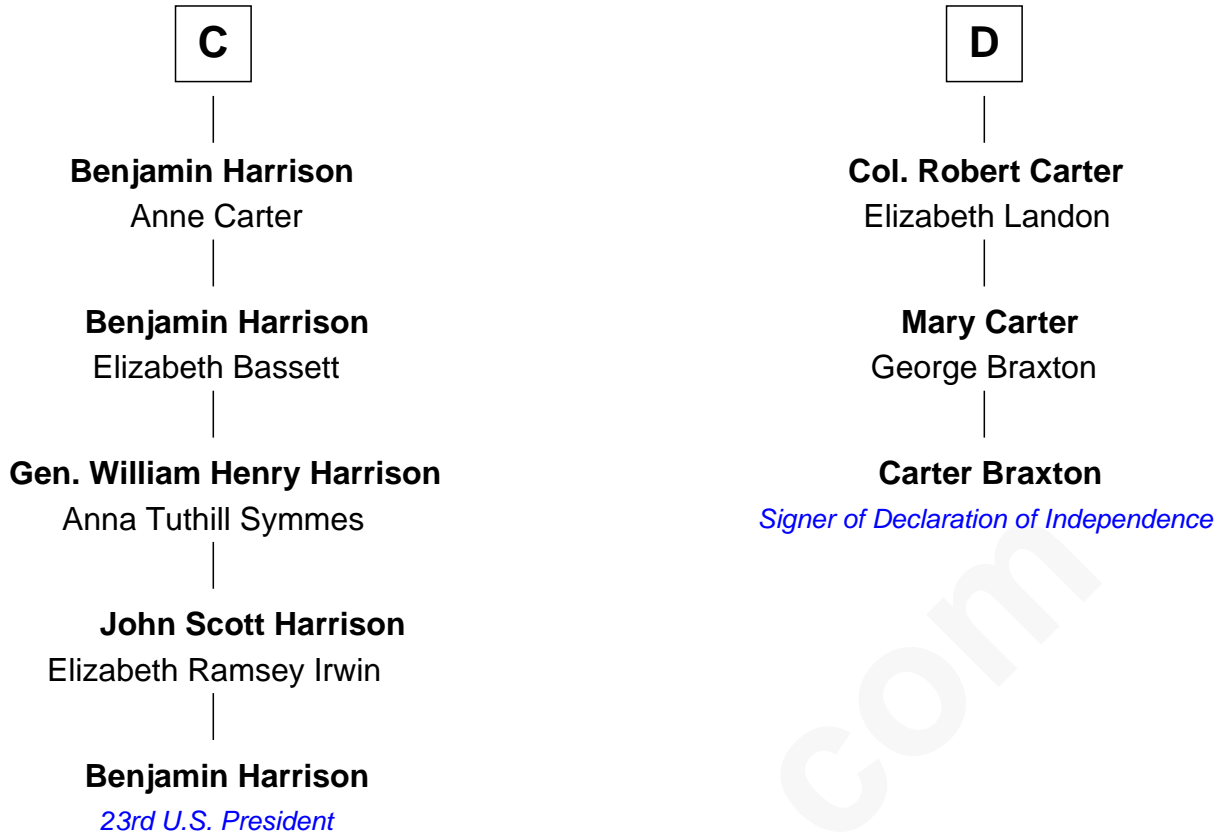 C
Benjamin Harrison
Anne Carter
Benjamin Harrison
Elizabeth Bassett
Gen. William Henry Harrison
Anna Tuthill Symmes
John Scott Harrison
Elizabeth Ramsey Irwin
Benjamin Harrison
23rd U.S. President
D
Col. Robert Carter
Elizabeth Landon
Mary Carter
George Braxton
Carter Braxton
Signer of Declaration of Independence
com